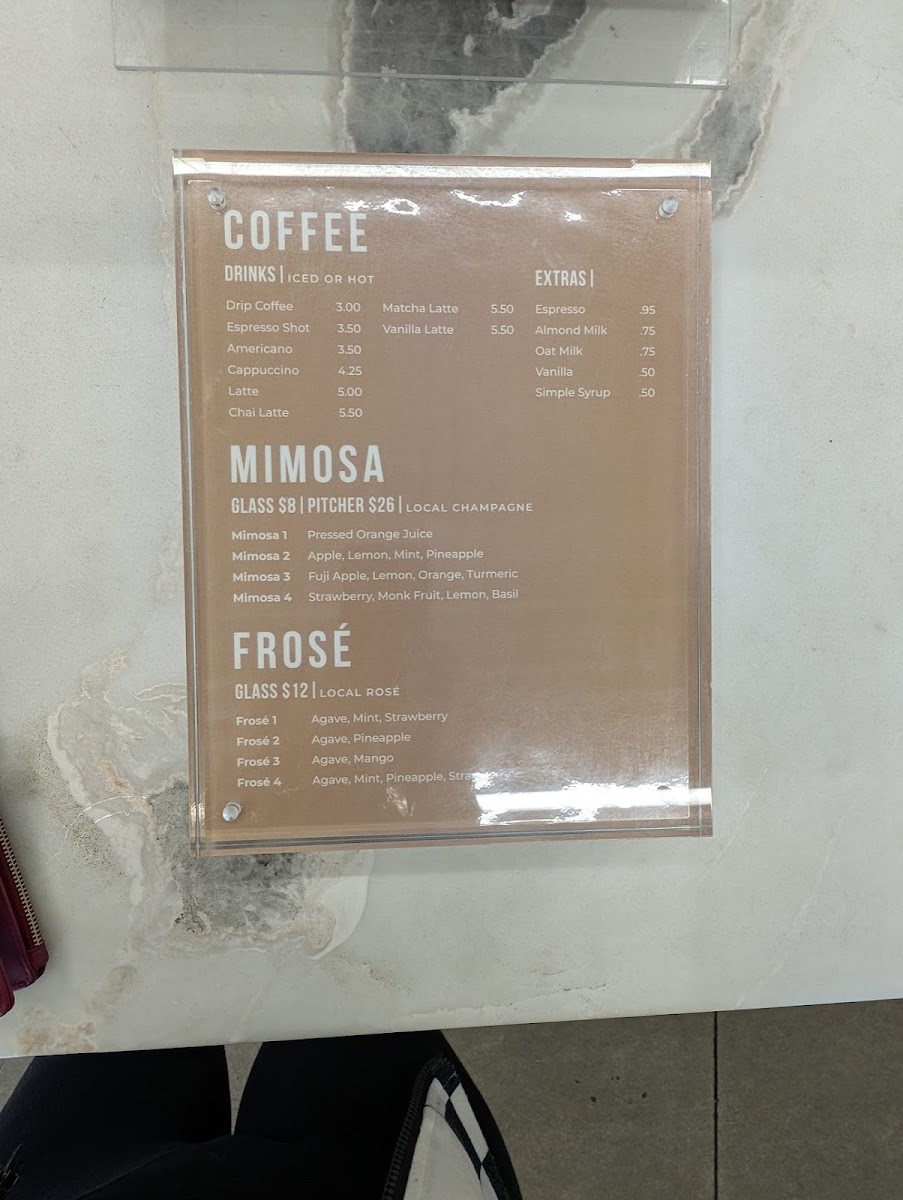 COFFEE
DRINKS | ICED OR HOT
Drip Coffee 3.00
Espresso Shot 3.50
Americano 3.50
Cappuccino 4.25
Latte 5.00
Chai Latte 5.50
Matcha Latte 5.50
Vanilla Latte 5.50
EXTRAS |
Espresso .95
Almond Milk .75
Oat Milk .75
Vanilla .50
Simple Syrup .50
MIMOSA
GLASS $8 | PITCHER $26 | LOCAL CHAMPAGNE
Mimosa 1 Pressed Orange Juice
Mimosa 2 Apple, Lemon, Mint, Pineapple
Mimosa 3 Fuji Apple, Lemon, Orange, Turmeric
Mimosa 4 Strawberry, Monk Fruit, Lemon, Basil
FROSÉ
GLASS $12 | LOCAL ROSÉ
Frosé 1 Agave, Mint, Strawberry
Frosé 2 Agave, Pineapple
Frosé 3 Agave, Mango
Frosé 4 Agave, Mint, Pineapple,